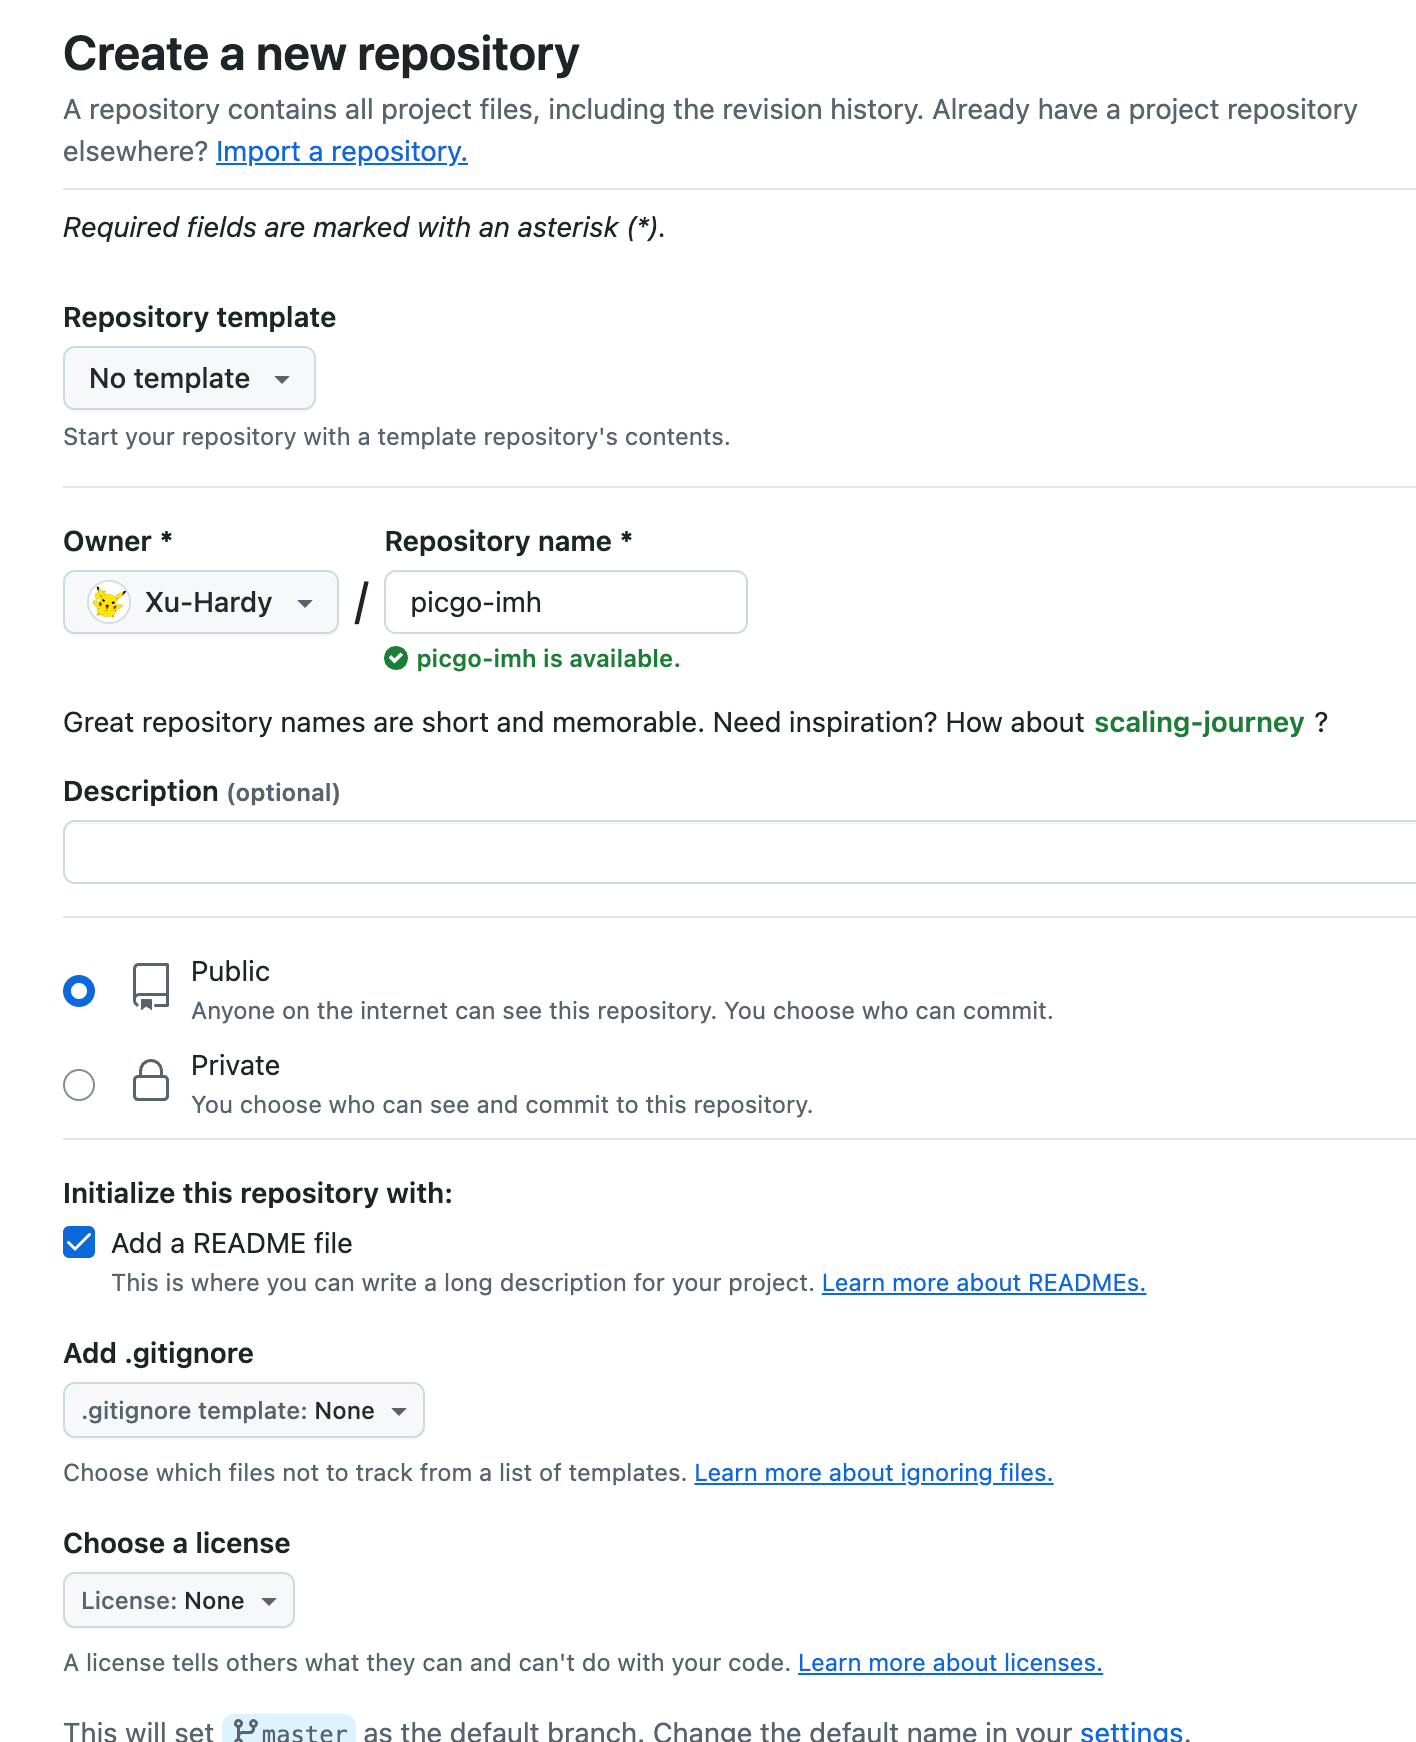 Create a new repository
A repository contains all project files, including the revision history. Already have a project repository
elsewhere? Import a repository.
Required fields are marked with an asterisk (*).
Repository template
No template
Start your repository with a template repository's contents.
Owner * Repository name *
Xu-Hardy / picgo-imh
picgo-imh is available.
Great repository names are short and memorable. Need inspiration? How about scaling-journey ?
Description (optional)
Public
Anyone on the internet can see this repository. You choose who can commit.
Private
You choose who can see and commit to this repository.
Initialize this repository with:
Add a README file
This is where you can write a long description for your project. Learn more about READMEs.
Add .gitignore
.gitignore template: None
Choose which files not to track from a list of templates. Learn more about ignoring files.
Choose a license
License: None
A license tells others what they can and can't do with your code. Learn more about licenses.
This will set master as the default branch. Change the default name in your settings.